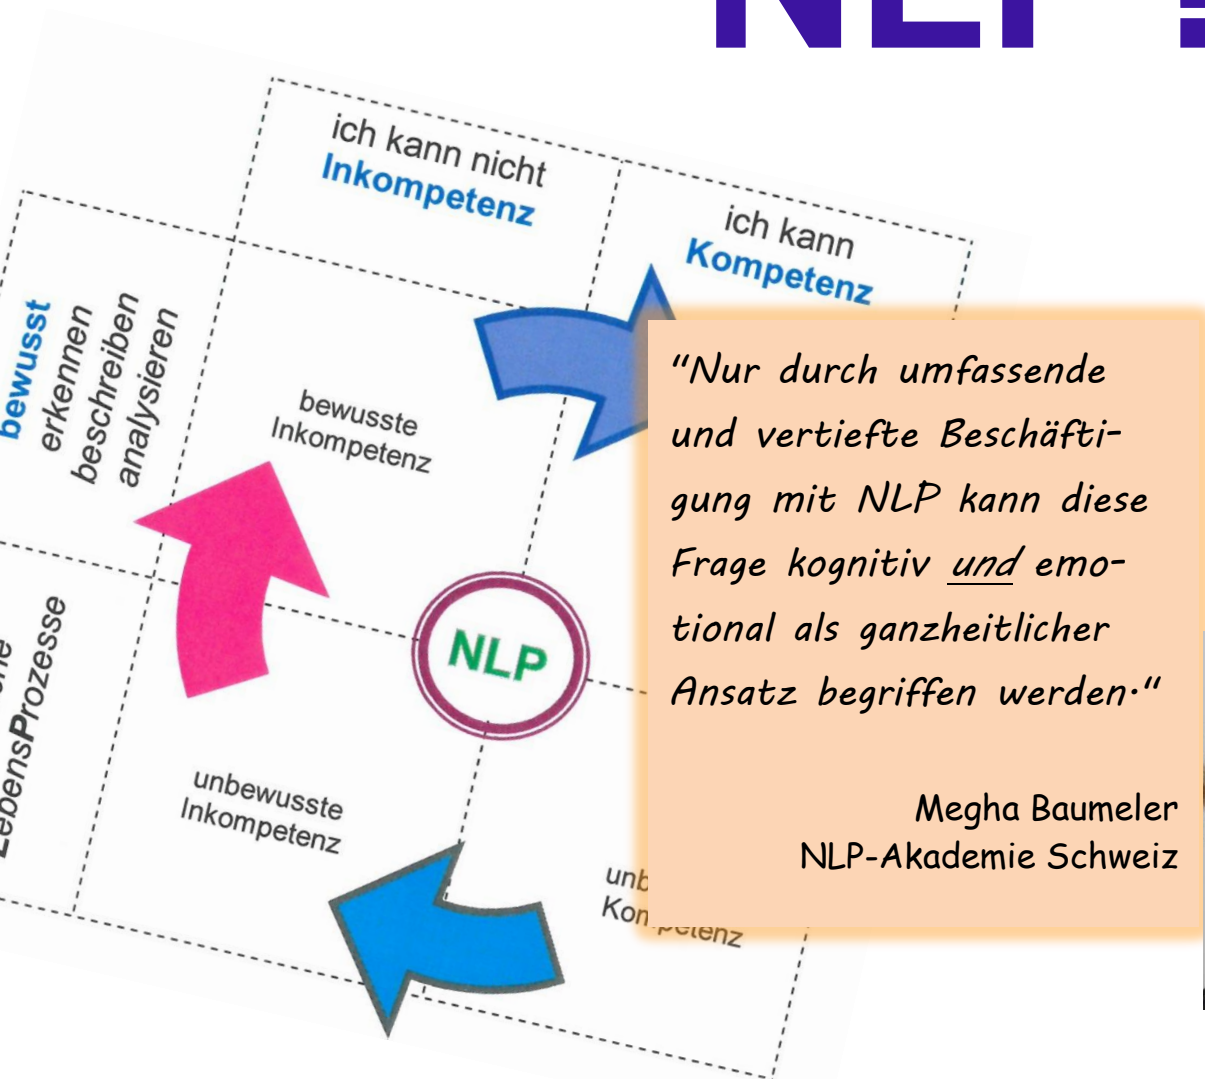 NLP
ich kann nicht
Inkompetenz
ich kann
Kompetenz
bewusst
erkennen
beschreiben
analysieren
bewusste
Inkompetenz
"Nur durch umfassende
und vertiefte Beschäfti-
gung mit NLP kann diese
Frage kognitiv und emo-
tional als ganzheitlicher
Ansatz begriffen werden."
Megha Baumeler
NLP-Akademie Schweiz
NLP
LebensProzesse
unbewusste
Inkompetenz